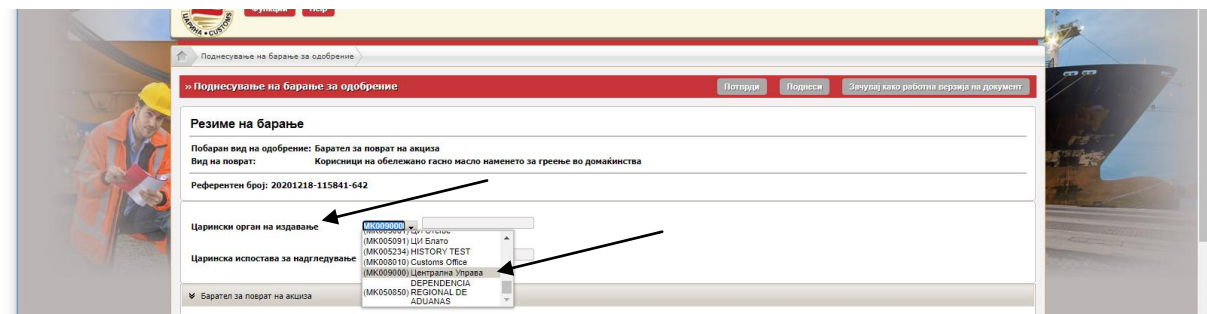 Функции Help
ЦАРИНА • CUSTOMS
Поднесување на барање за одобрение
» Поднесување на барање за одобрение Потврди Поднеси Зачувај како работна верзија на документ
Резиме на барање
Побаран вид на одобрение: Барател за поврат на акциза
Вид на поврат: Корисници на обележано гасно масло наменето за греење во домаќинства
Референтен број: 20201218-115841-642
Царински орган на издавање MK009000
(MK005091) ЦИ Блато
(MK005234) HISTORY TEST
Царинска испостава за надгледување (MK008010) Customs Office
(MK009000) Централна Управа
DEPENDENCIA
(MK050850) REGIONAL DE
ADUANAS
Барател за поврат на акциза